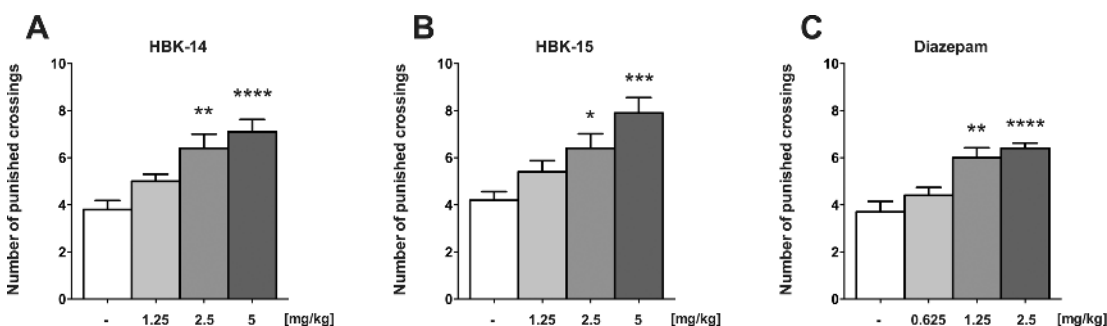 A
HBK-14
Number of punished crossings
10
8
6
4
2
0
**
****
- 1.25 2.5 5 [mg/kg]
B
HBK-15
Number of punished crossings
10
8
6
4
2
0
*
***
- 1.25 2.5 5 [mg/kg]
C
Diazepam
Number of punished crossings
10
8
6
4
2
0
**
****
- 0.625 1.25 2.5 [mg/kg]